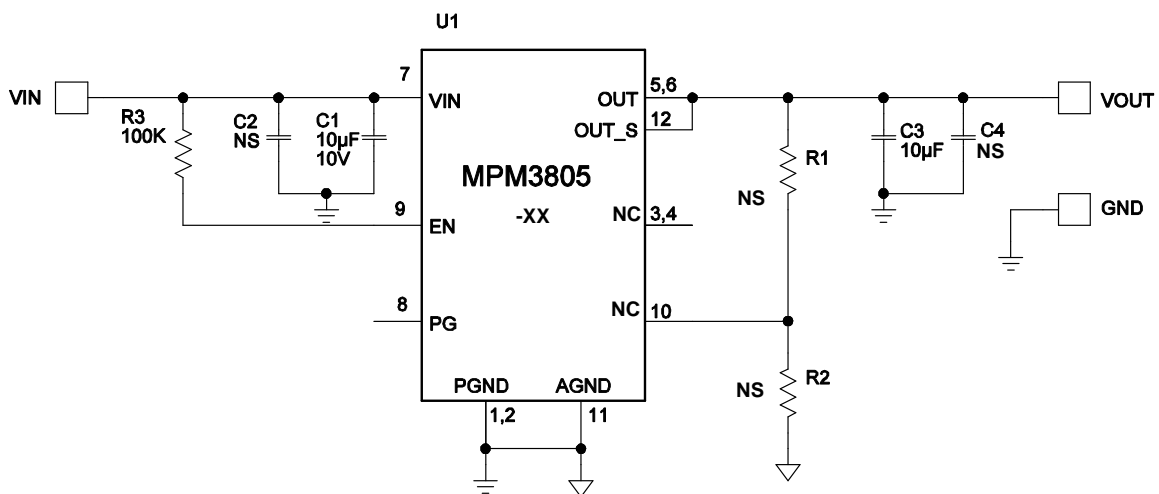 U1
7
5,6
VIN
VIN
OUT
VOUT
12
OUT_S
R3
100K
C2
NS
C1
10µF
10V
C3
10µF
C4
NS
R1
NS
MPM3805
-XX
9
EN
NC
3,4
GND
8
PG
NC
10
PGND
AGND
1,2
11
NS
R2